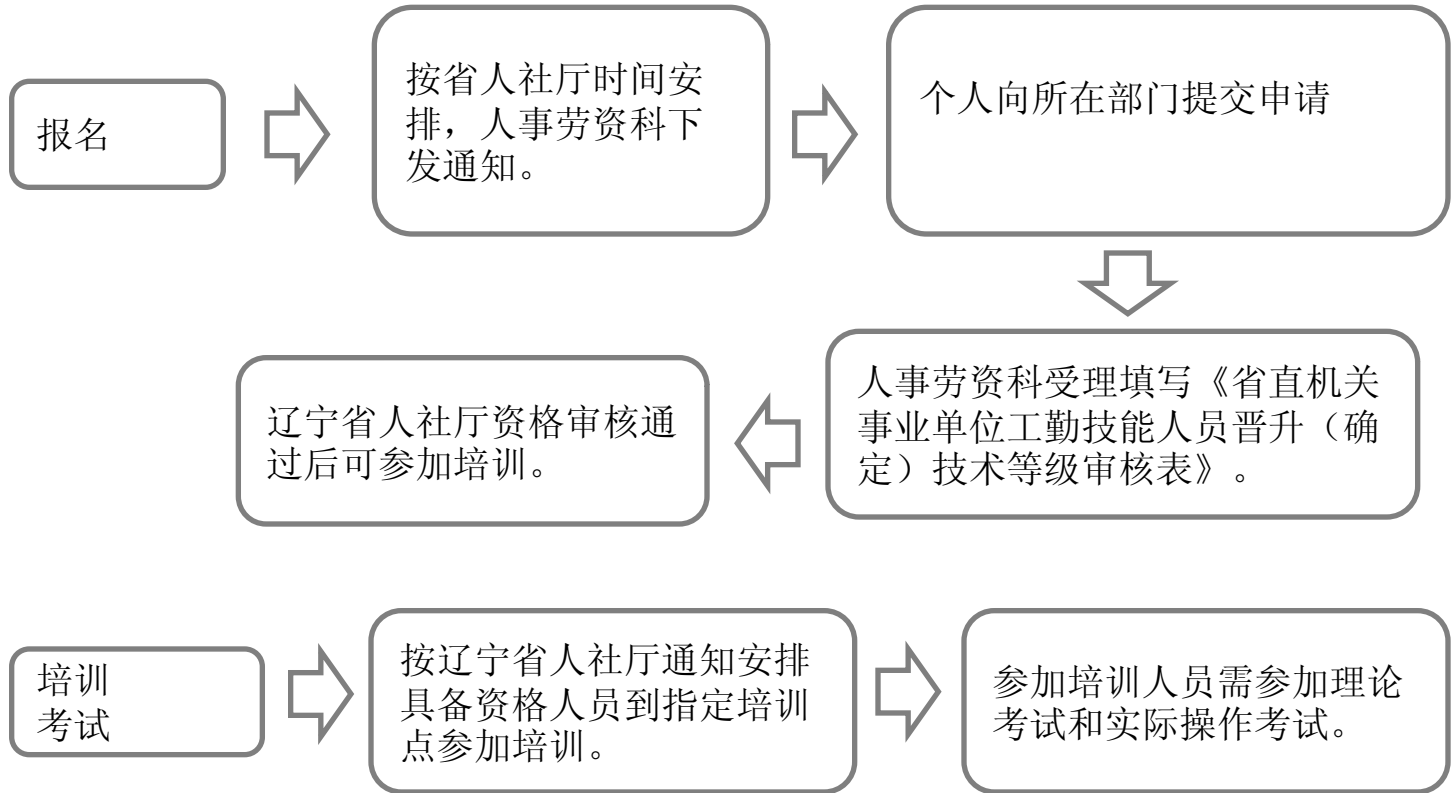 报名
按省人社厅时间安
排，人事劳资科下
发通知。
个人向所在部门提交申请
人事劳资科受理填写《省直机关
事业单位工勤技能人员晋升（确
定）技术等级审核表》。
辽宁省人社厅资格审核通
过后可参加培训。
培训
考试
按辽宁省人社厅通知安排
具备资格人员到指定培训
点参加培训。
参加培训人员需参加理论
考试和实际操作考试。